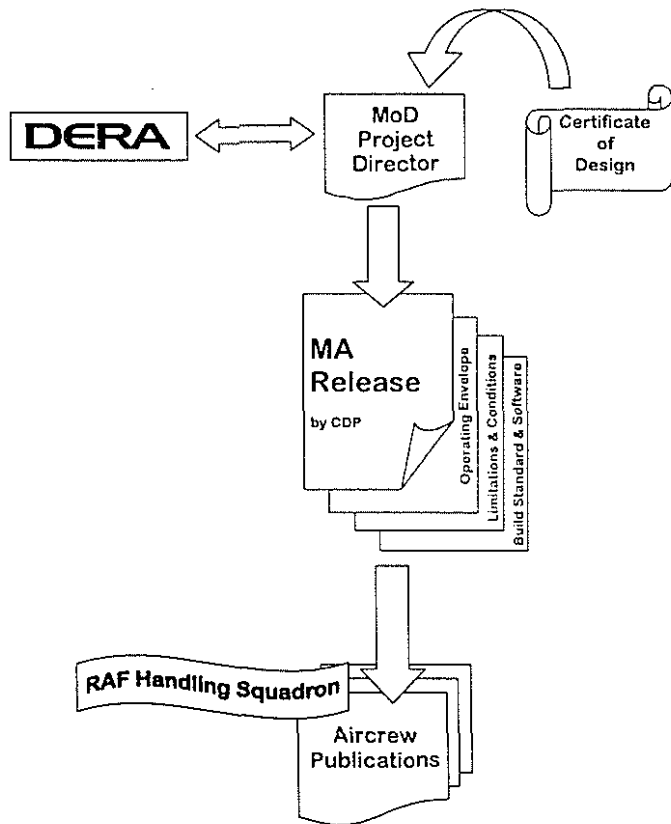 DERA
MoD
Project
Director
Certificate
of
Design
MA
Release
by CDP
Operating Envelope
Limitations & Conditions
Build Standard & Software
RAF Handling Squadron
Aircrew
Publications